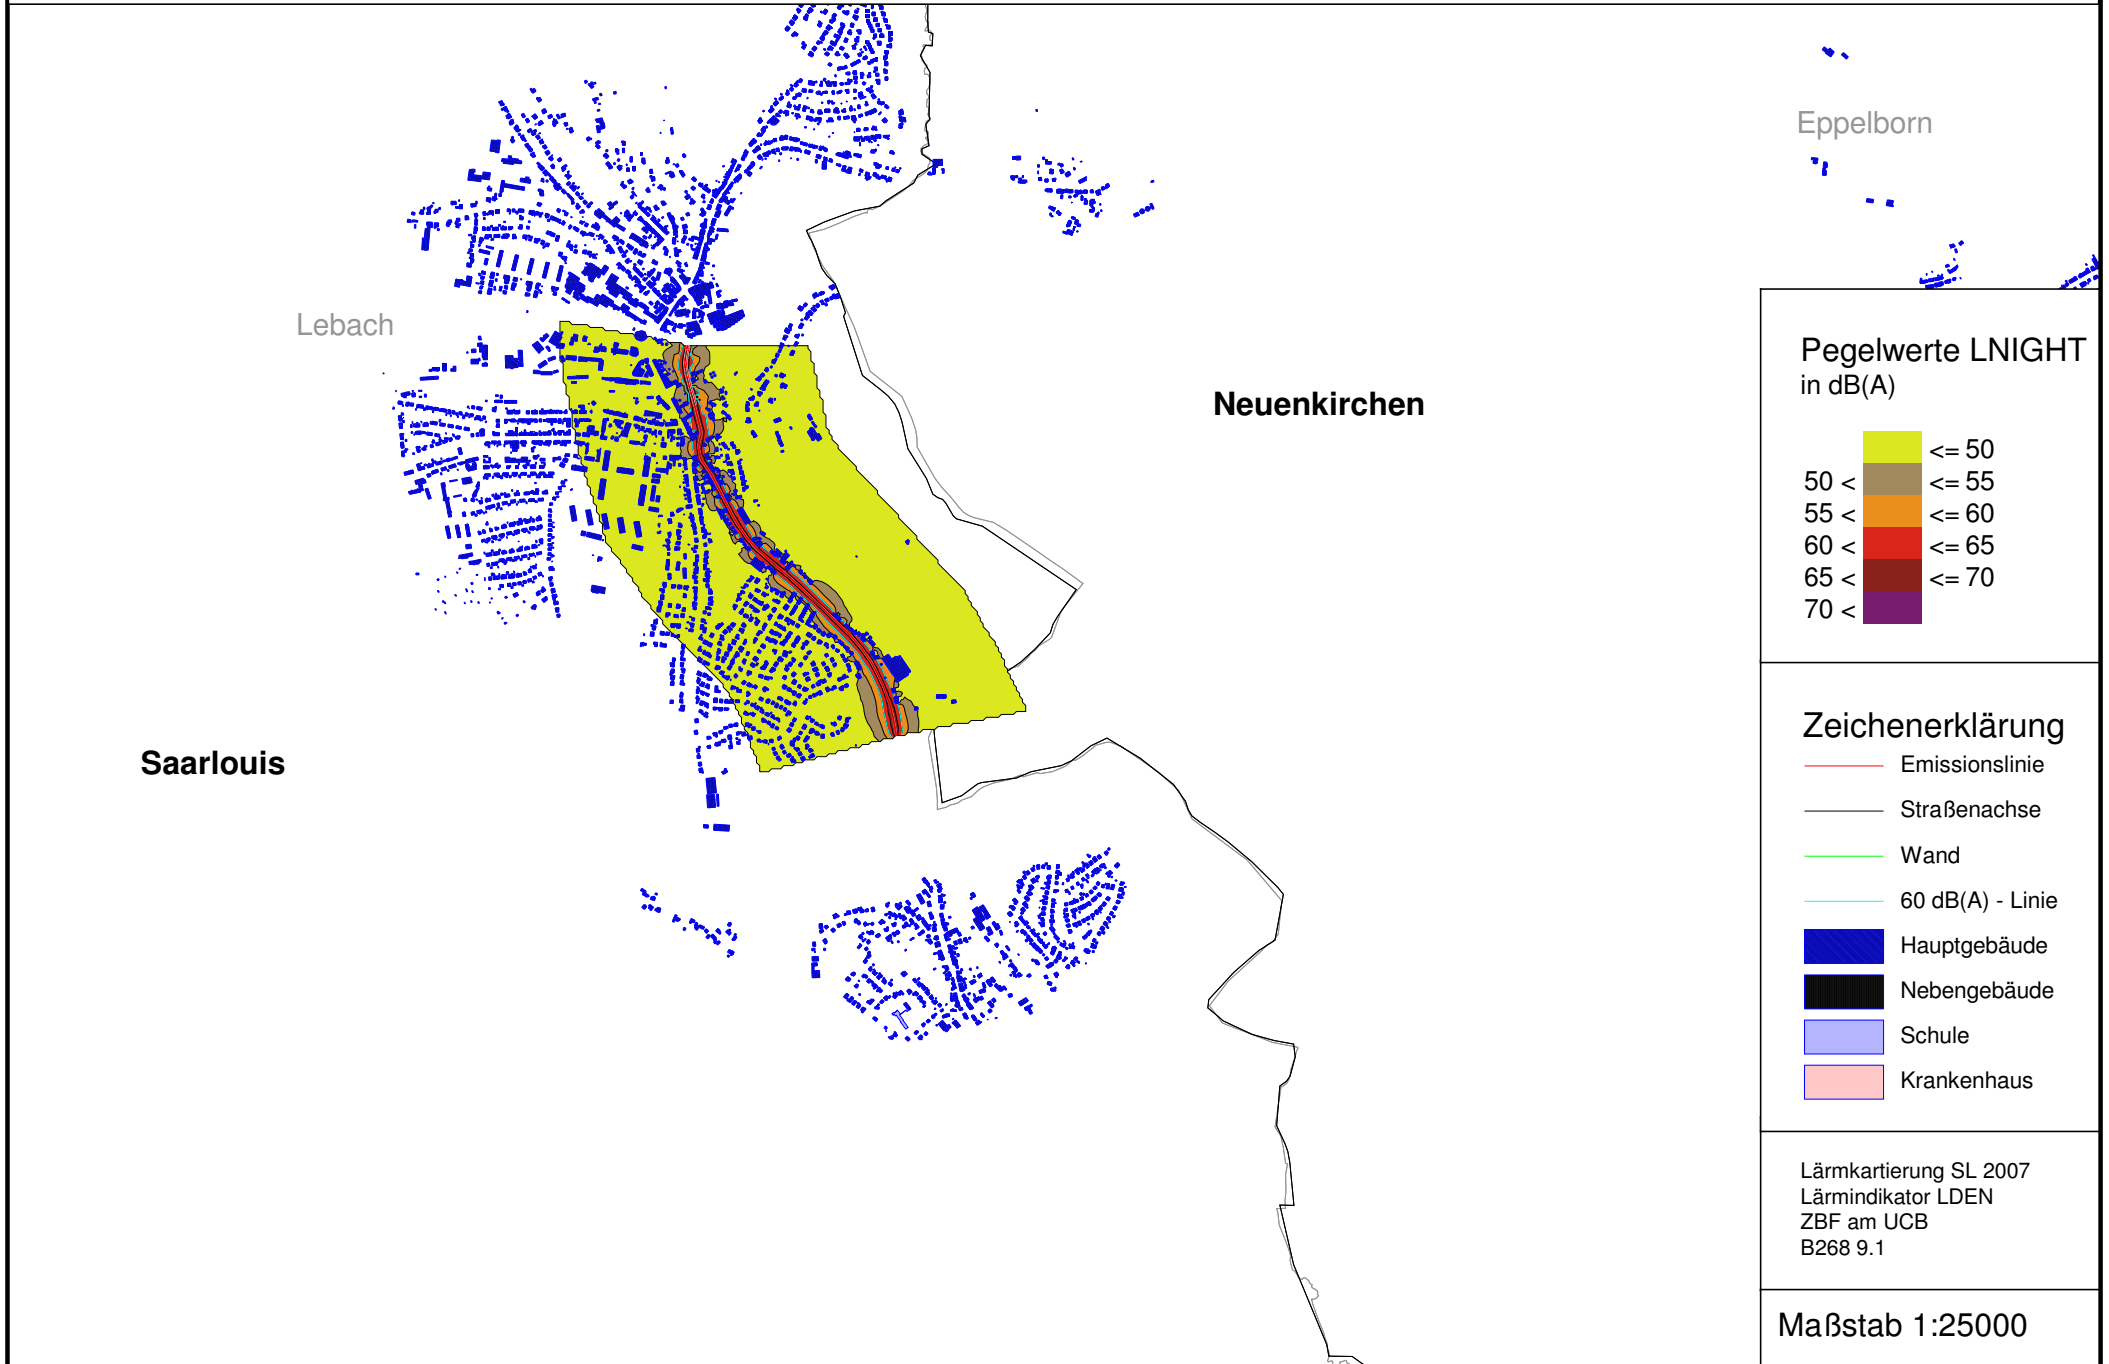 Eppelborn
Lebach
Neuenkirchen
Saarlouis
Pegelwerte LNIGHT
in dB(A)
<= 50
50 < <= 55
55 < <= 60
60 < <= 65
65 < <= 70
70 <
Zeichenerklärung
Emissionslinie
Straßenachse
Wand
60 dB(A) - Linie
Hauptgebäude
Nebengebäude
Schule
Krankenhaus
Lärmkartierung SL 2007
Lärmindikator LDEN
ZBF am UCB
B268 9.1
Maßstab 1:25000